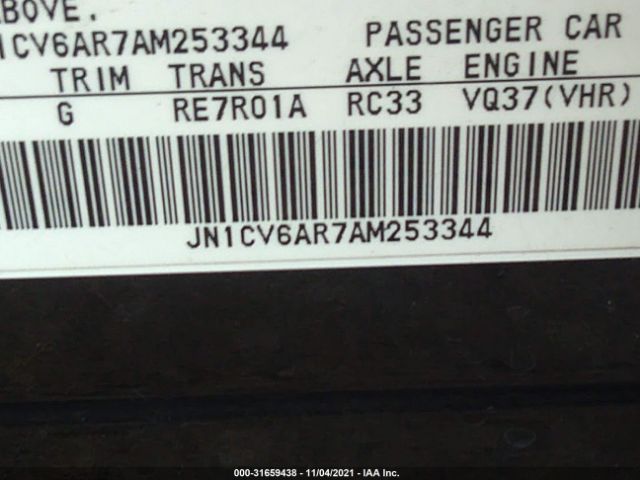 ABOVE.
1CV6AR7AM253344 PASSENGER CAR
TRIM TRANS AXLE ENGINE
G RE7R01A RC33 VQ37(VHR)
JN1CV6AR7AM253344
000-31659438 - 11/04/2021 - IAA Inc.